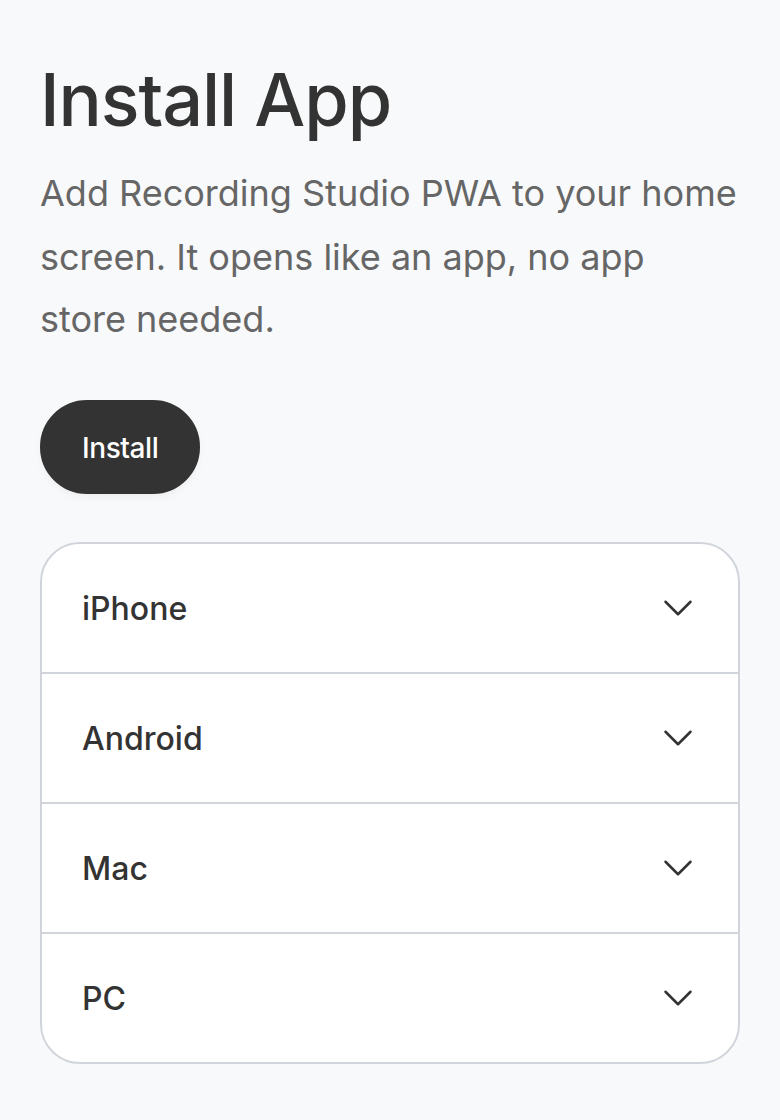 Install App
Add Recording Studio PWA to your home
screen. It opens like an app, no app
store needed.
Install
iPhone
Android
Mac
PC